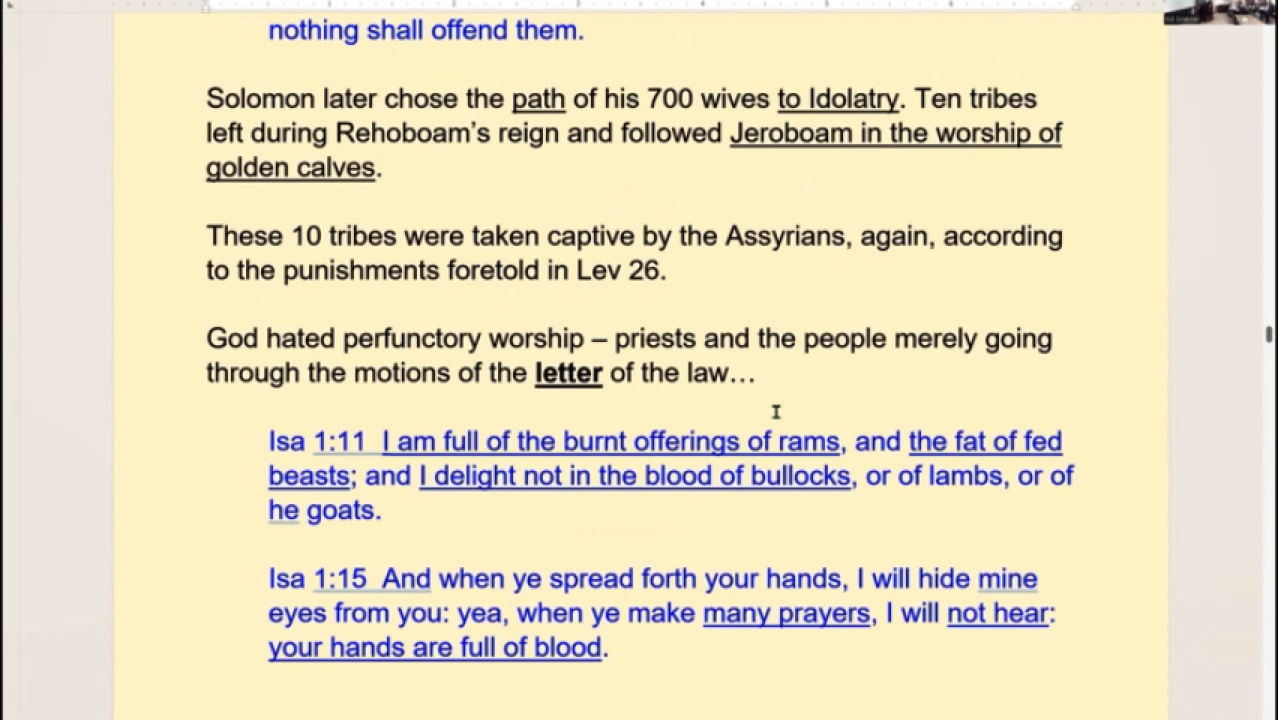 nothing shall offend them.
Solomon later chose the path of his 700 wives to Idolatry. Ten tribes
left during Rehoboam's reign and followed Jeroboam in the worship of
golden calves.
These 10 tribes were taken captive by the Assyrians, again, according
to the punishments foretold in Lev 26.
God hated perfunctory worship – priests and the people merely going
through the motions of the letter of the law…
Isa 1:11  I am full of the burnt offerings of rams, and the fat of fed
beasts; and I delight not in the blood of bullocks, or of lambs, or of
he goats.
Isa 1:15  And when ye spread forth your hands, I will hide mine
eyes from you: yea, when ye make many prayers, I will not hear:
your hands are full of blood.